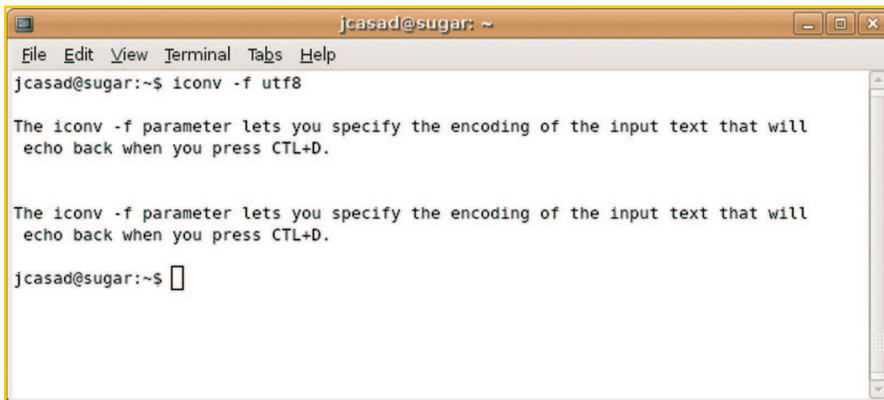 jcasad@sugar: ~
File Edit View Terminal Tabs Help
jcasad@sugar:~$ iconv -f utf8
The iconv -f parameter lets you specify the encoding of the input text that will
echo back when you press CTL+D.
The iconv -f parameter lets you specify the encoding of the input text that will
echo back when you press CTL+D.
jcasad@sugar:~$